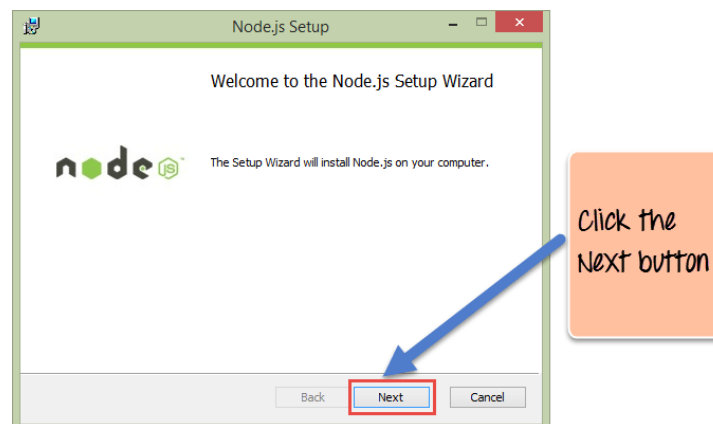 Node.js Setup
Welcome to the Node.js Setup Wizard
node JS™
The Setup Wizard will install Node.js on your computer.
Click the
Next button
Back Next Cancel